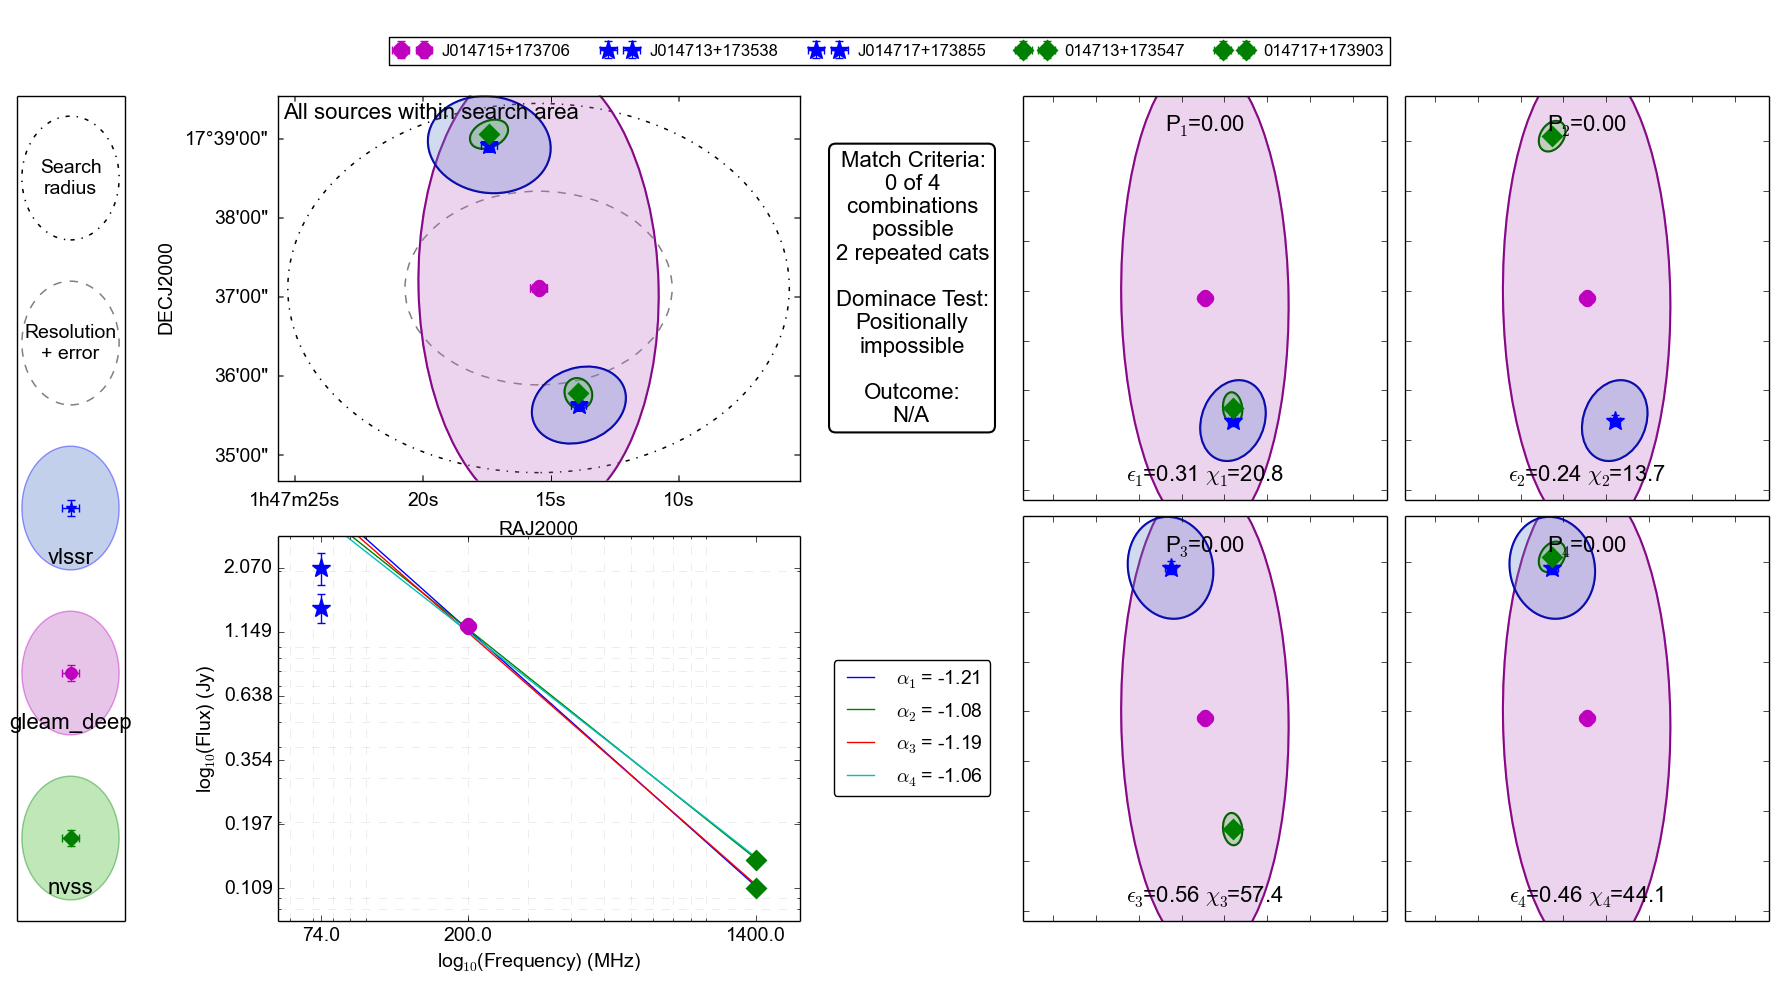 J014715+173706 J014713+173538 J014717+173855 014713+173547 014717+173903
Search
radius
Resolution
+ error
vlssr
gleam_deep
nvss
All sources within search area
17°39'00"
38'00"
37'00"
36'00"
35'00"
DECJ2000
1h47m25s 20s 15s 10s
RAJ2000
Match Criteria:
0 of 4
combinations
possible
2 repeated cats
Dominace Test:
Positionally
impossible
Outcome:
N/A
P₁=0.00
ϵ₁=0.31 χ₁=20.8
P₂=0.00
ϵ₂=0.24 χ₂=13.7
2.070
1.149
0.638
0.354
0.197
0.109
log₁₀(Flux) (Jy)
74.0 200.0 1400.0
log₁₀(Frequency) (MHz)
α₁ = -1.21
α₂ = -1.08
α₃ = -1.19
α₄ = -1.06
P₃=0.00
ϵ₃=0.56 χ₃=57.4
P₄=0.00
ϵ₄=0.46 χ₄=44.1